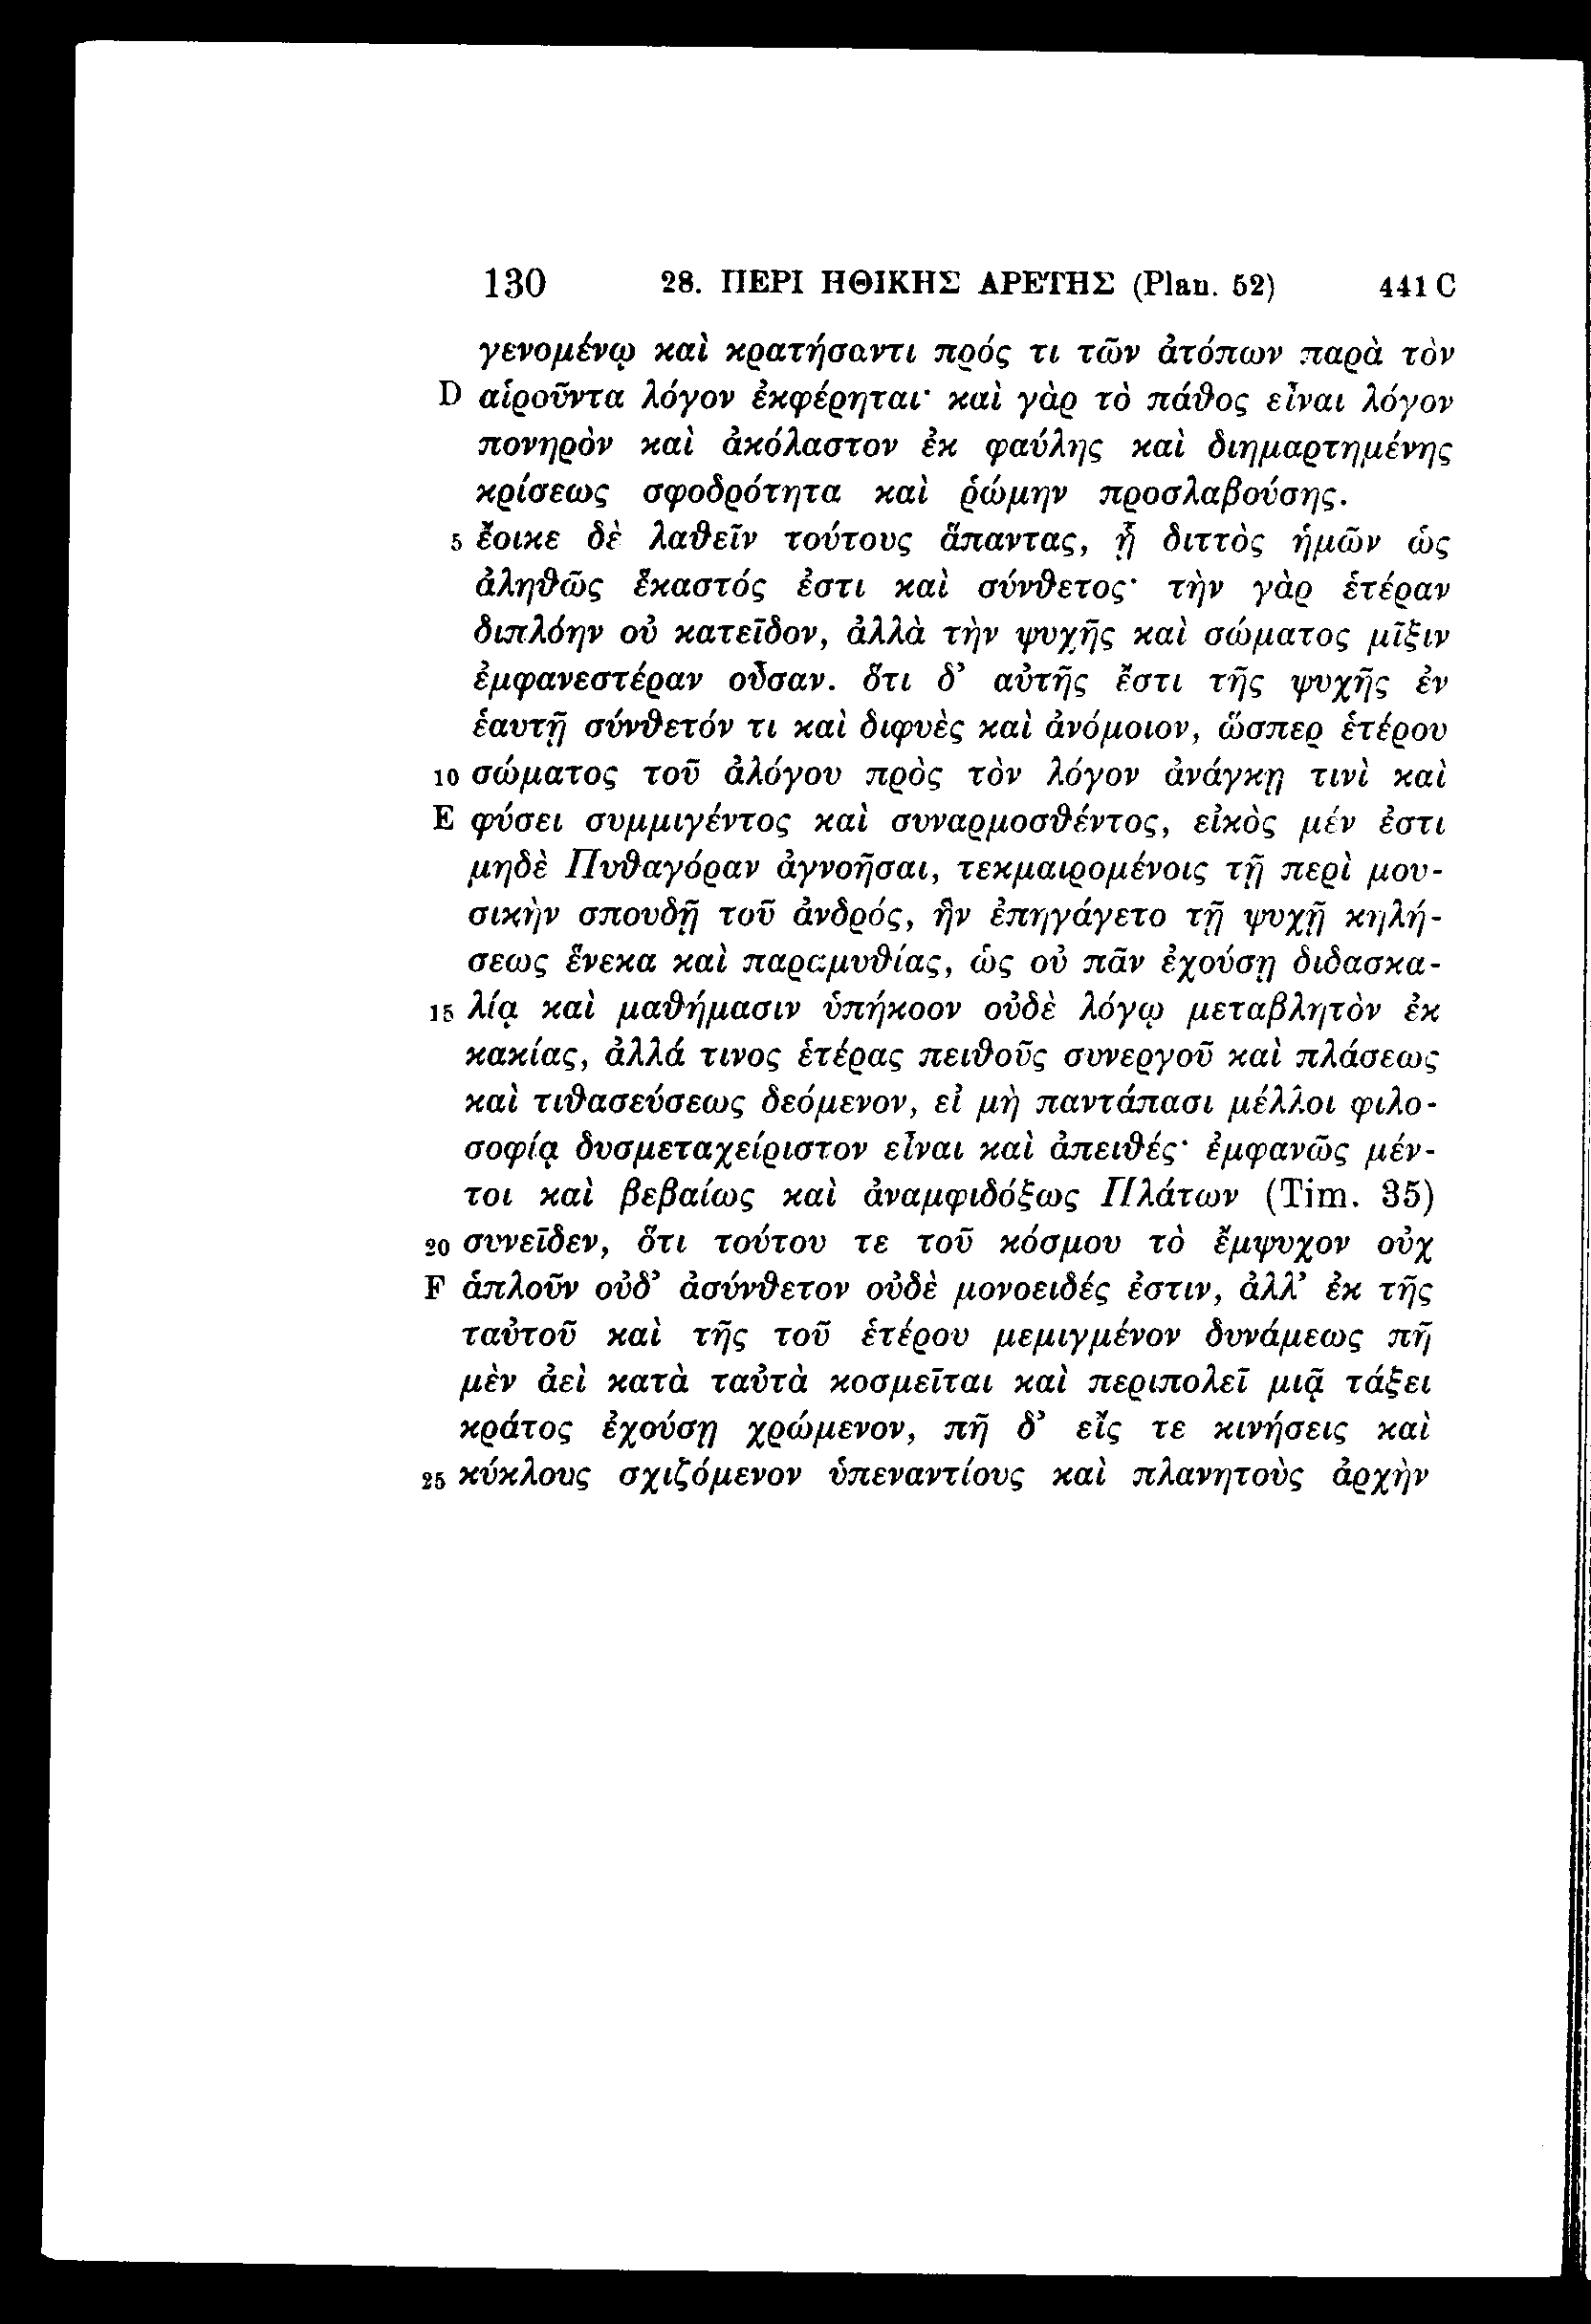 130 28. ΠΕΡΙ ΗΘΙΚΗΣ ΑΡΕΤΗΣ (Plan. 52) 441 C
γενομένῳ καὶ κρατήσαντι πρός τι τῶν ἀτόπων παρὰ τὸν
D αἱροῦντα λόγον ἐκφέρηται· καὶ γὰρ τὸ πάθος εἶναι λόγον
πονηρὸν καὶ ἀκόλαστον ἐκ φαύλης καὶ διημαρτημένης
κρίσεως σφοδρότητα καὶ ῥώμην προσλαβούσης.
5 ἔοικε δὲ λαθεῖν τούτους ἅπαντας, ᾗ διττὸς ἡμῶν ὡς
ἀληθῶς ἕκαστός ἐστι καὶ σύνθετος· τὴν γὰρ ἑτέραν
διπλόην οὐ κατεῖδον, ἀλλὰ τὴν ψυχῆς καὶ σώματος μῖξιν
ἐμφανεστέραν οὖσαν. ὅτι δ’ αὐτῆς ἔστι τῆς ψυχῆς ἐν
ἑαυτῇ σύνθετόν τι καὶ διφυὲς καὶ ἀνόμοιον, ὥσπερ ἑτέρου
10 σώματος τοῦ ἀλόγου πρὸς τὸν λόγον ἀνάγκῃ τινὶ καὶ
E φύσει συμμιγέντος καὶ συναρμοσθέντος, εἰκὸς μέν ἐστι
μηδὲ Πυθαγόραν ἀγνοῆσαι, τεκμαιρομένοις τῇ περὶ μου-
σικὴν σπουδῇ τοῦ ἀνδρός, ἣν ἐπηγάγετο τῇ ψυχῇ κηλή-
σεως ἕνεκα καὶ παραμυθίας, ὡς οὐ πᾶν ἐχούσῃ διδασκα-
15 λίᾳ καὶ μαθήμασιν ὑπήκοον οὐδὲ λόγῳ μεταβλητὸν ἐκ
κακίας, ἀλλά τινος ἑτέρας πειθοῦς συνεργοῦ καὶ πλάσεως
καὶ τιθασεύσεως δεόμενον, εἰ μὴ παντάπασι μέλλοι φιλο-
σοφίᾳ δυσμεταχείριστον εἶναι καὶ ἀπειθές· ἐμφανῶς μέν-
τοι καὶ βεβαίως καὶ ἀναμφιδόξως Πλάτων (Tim. 35)
20 συνεῖδεν, ὅτι τούτου τε τοῦ κόσμου τὸ ἔμψυχον οὐχ
F ἁπλοῦν οὐδ’ ἀσύνθετον οὐδὲ μονοειδές ἐστιν, ἀλλ’ ἐκ τῆς
ταὐτοῦ καὶ τῆς τοῦ ἑτέρου μεμιγμένον δυνάμεως πῆ
μὲν ἀεὶ κατὰ ταὐτὰ κοσμεῖται καὶ περιπολεῖ μιᾷ τάξει
κράτος ἐχούσῃ χρώμενον, πῆ δ’ εἴς τε κινήσεις καὶ
25 κύκλους σχιζόμενον ὑπεναντίους καὶ πλανητοὺς ἀρχὴν